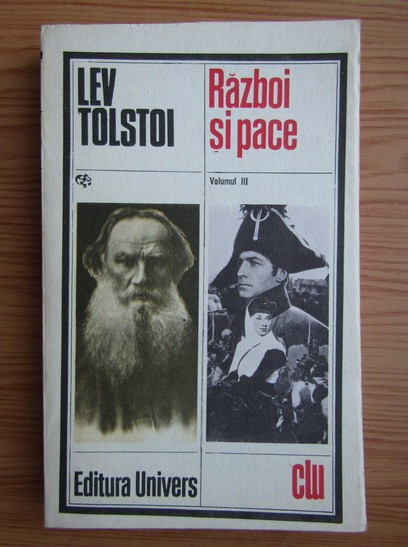 LEV
TOLSTOI
Război
și pace
Volumul III
Editura Univers
clu